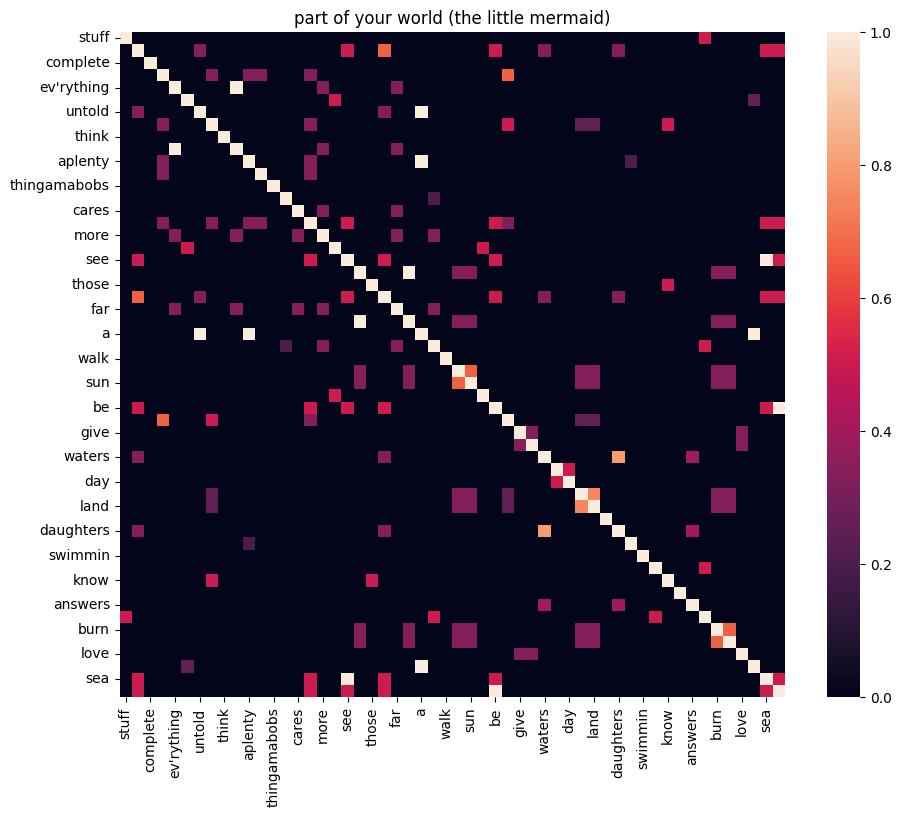 part of your world (the little mermaid)
stuff
complete
ev'rything
untold
think
aplenty
thingamabobs
cares
more
see
those
far
a
walk
sun
be
give
waters
day
land
daughters
swimmin
know
answers
burn
love
sea
stuff
complete
ev'rything
untold
think
aplenty
thingamabobs
cares
more
see
those
far
a
walk
sun
be
give
waters
day
land
daughters
swimmin
know
answers
burn
love
sea
1.0
0.8
0.6
0.4
0.2
0.0